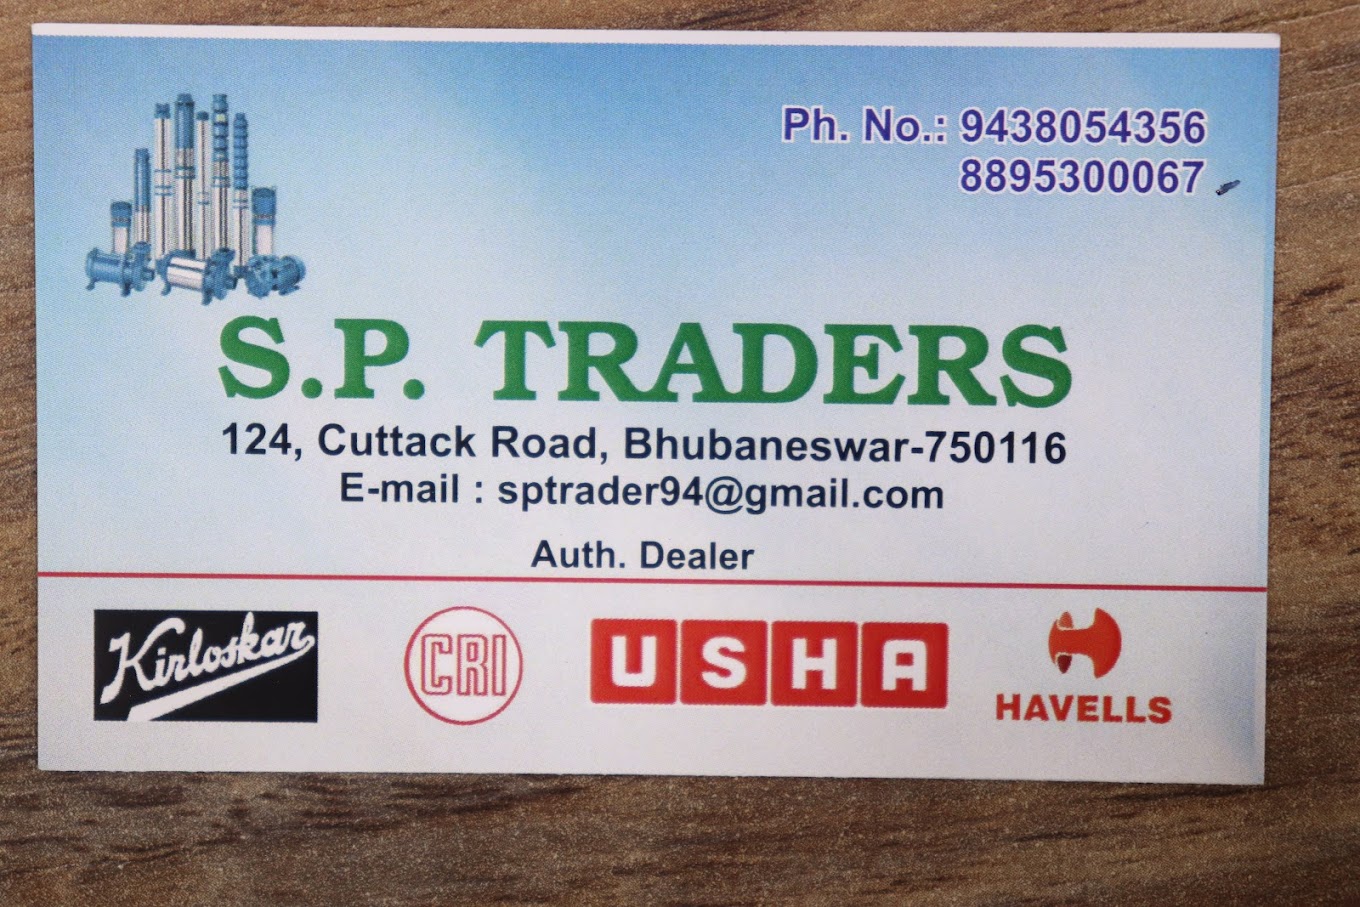 Ph. No.: 9438054356
8895300067
S.P. TRADERS
124, Cuttack Road, Bhubaneswar-750116
E-mail : sptrader94@gmail.com
Auth. Dealer
Kirloskar
CRI
USHA
HAVELLS